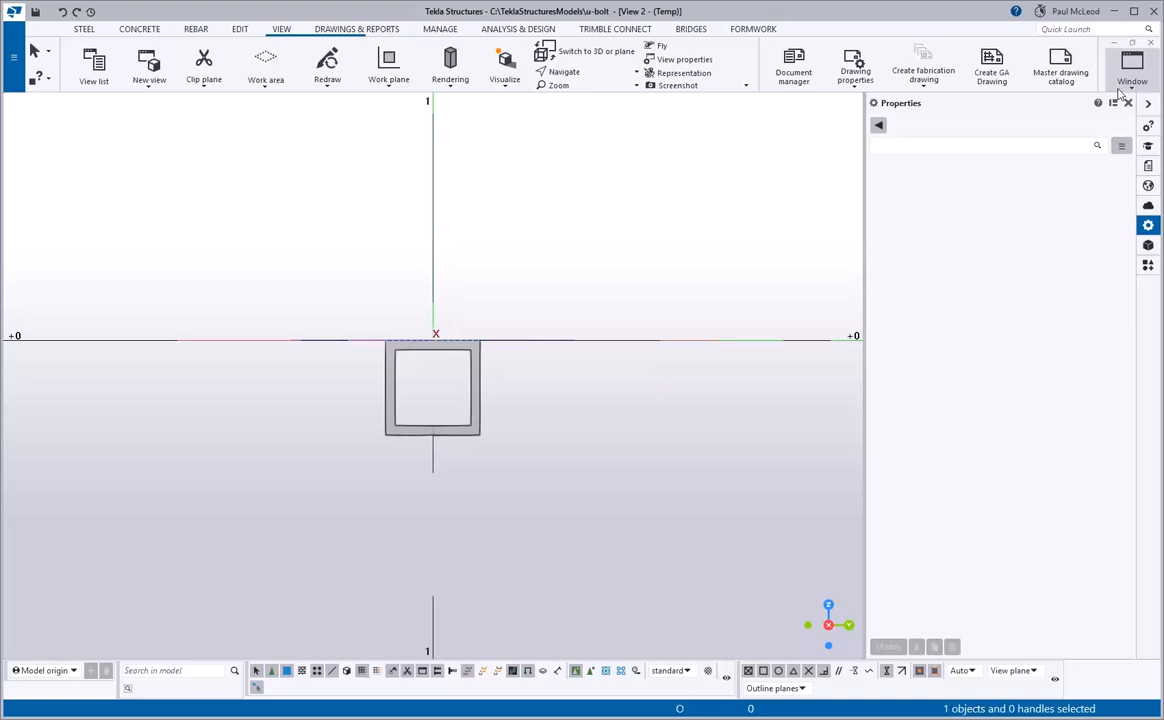 Tekla Structures - C:\TeklaStructuresModels\u-bolt - [View 2 - (Temp)]
Paul McLeod
STEEL CONCRETE REBAR EDIT VIEW DRAWINGS & REPORTS MANAGE ANALYSIS & DESIGN TRIMBLE CONNECT BRIDGES FORMWORK
Quick Launch
View list
New view
Clip plane
Work area
Redraw
Work plane
Rendering
Visualize
Switch to 3D or plane
Navigate
Zoom
Fly
View properties
Representation
Screenshot
Document manager
Drawing properties
Create fabrication drawing
Create GA Drawing
Master drawing catalog
Window
Properties
1
+0
X
+0
1
Z
X
Y
Modify
Model origin
Search in model
standard
Auto
View plane
Outline planes
O
0
1 objects and 0 handles selected